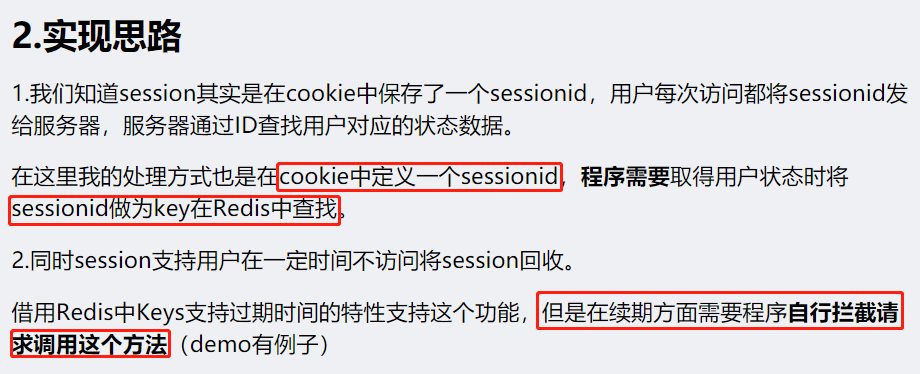 2.实现思路
1.我们知道session其实是在cookie中保存了一个sessionid，用户每次访问都将sessionid发
给服务器，服务器通过ID查找用户对应的状态数据。
在这里我的处理方式也是在cookie中定义一个sessionid，程序需要取得用户状态时将
sessionid做为key在Redis中查找。
2.同时session支持用户在一定时间不访问将session回收。
借用Redis中Keys支持过期时间的特性支持这个功能，但是在续期方面需要程序自行拦截请
求调用这个方法（demo有例子）